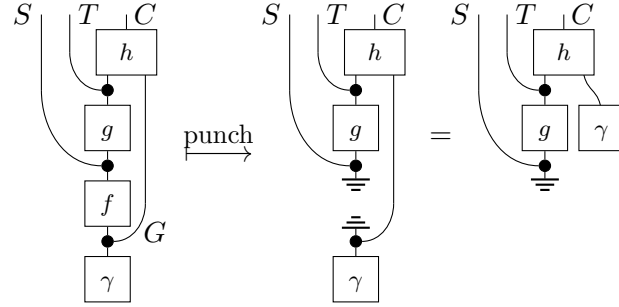 S T C S T C S T C
h h h
g punch g = g γ
f
G
γ γ